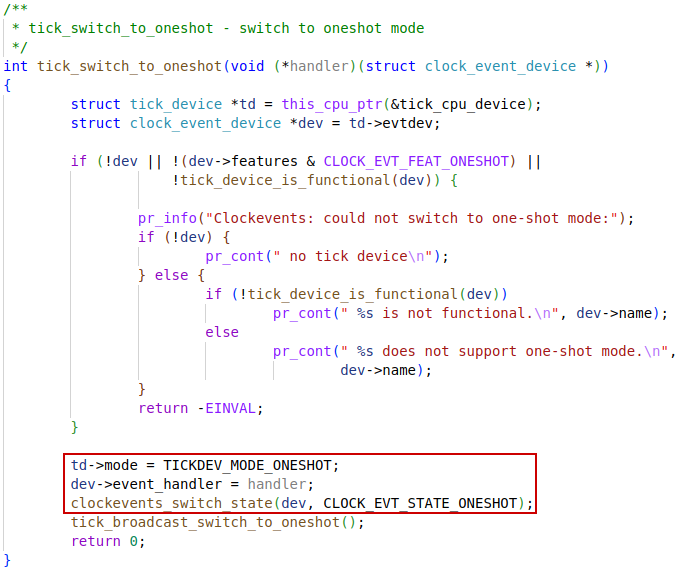 /**
 * tick_switch_to_oneshot - switch to oneshot mode
 */
int tick_switch_to_oneshot(void (*handler)(struct clock_event_device *))
{
        struct tick_device *td = this_cpu_ptr(&tick_cpu_device);
        struct clock_event_device *dev = td->evtdev;

        if (!dev || !(dev->features & CLOCK_EVT_FEAT_ONESHOT) ||
                    !tick_device_is_functional(dev)) {

                pr_info("Clockevents: could not switch to one-shot mode:");
                if (!dev) {
                        pr_cont(" no tick device\n");
                } else {
                        if (!tick_device_is_functional(dev))
                                pr_cont(" %s is not functional.\n", dev->name);
                        else
                                pr_cont(" %s does not support one-shot mode.\n",
                                        dev->name);
                }
                return -EINVAL;
        }

        td->mode = TICKDEV_MODE_ONESHOT;
        dev->event_handler = handler;
        clockevents_switch_state(dev, CLOCK_EVT_STATE_ONESHOT);
        tick_broadcast_switch_to_oneshot();
        return 0;
}